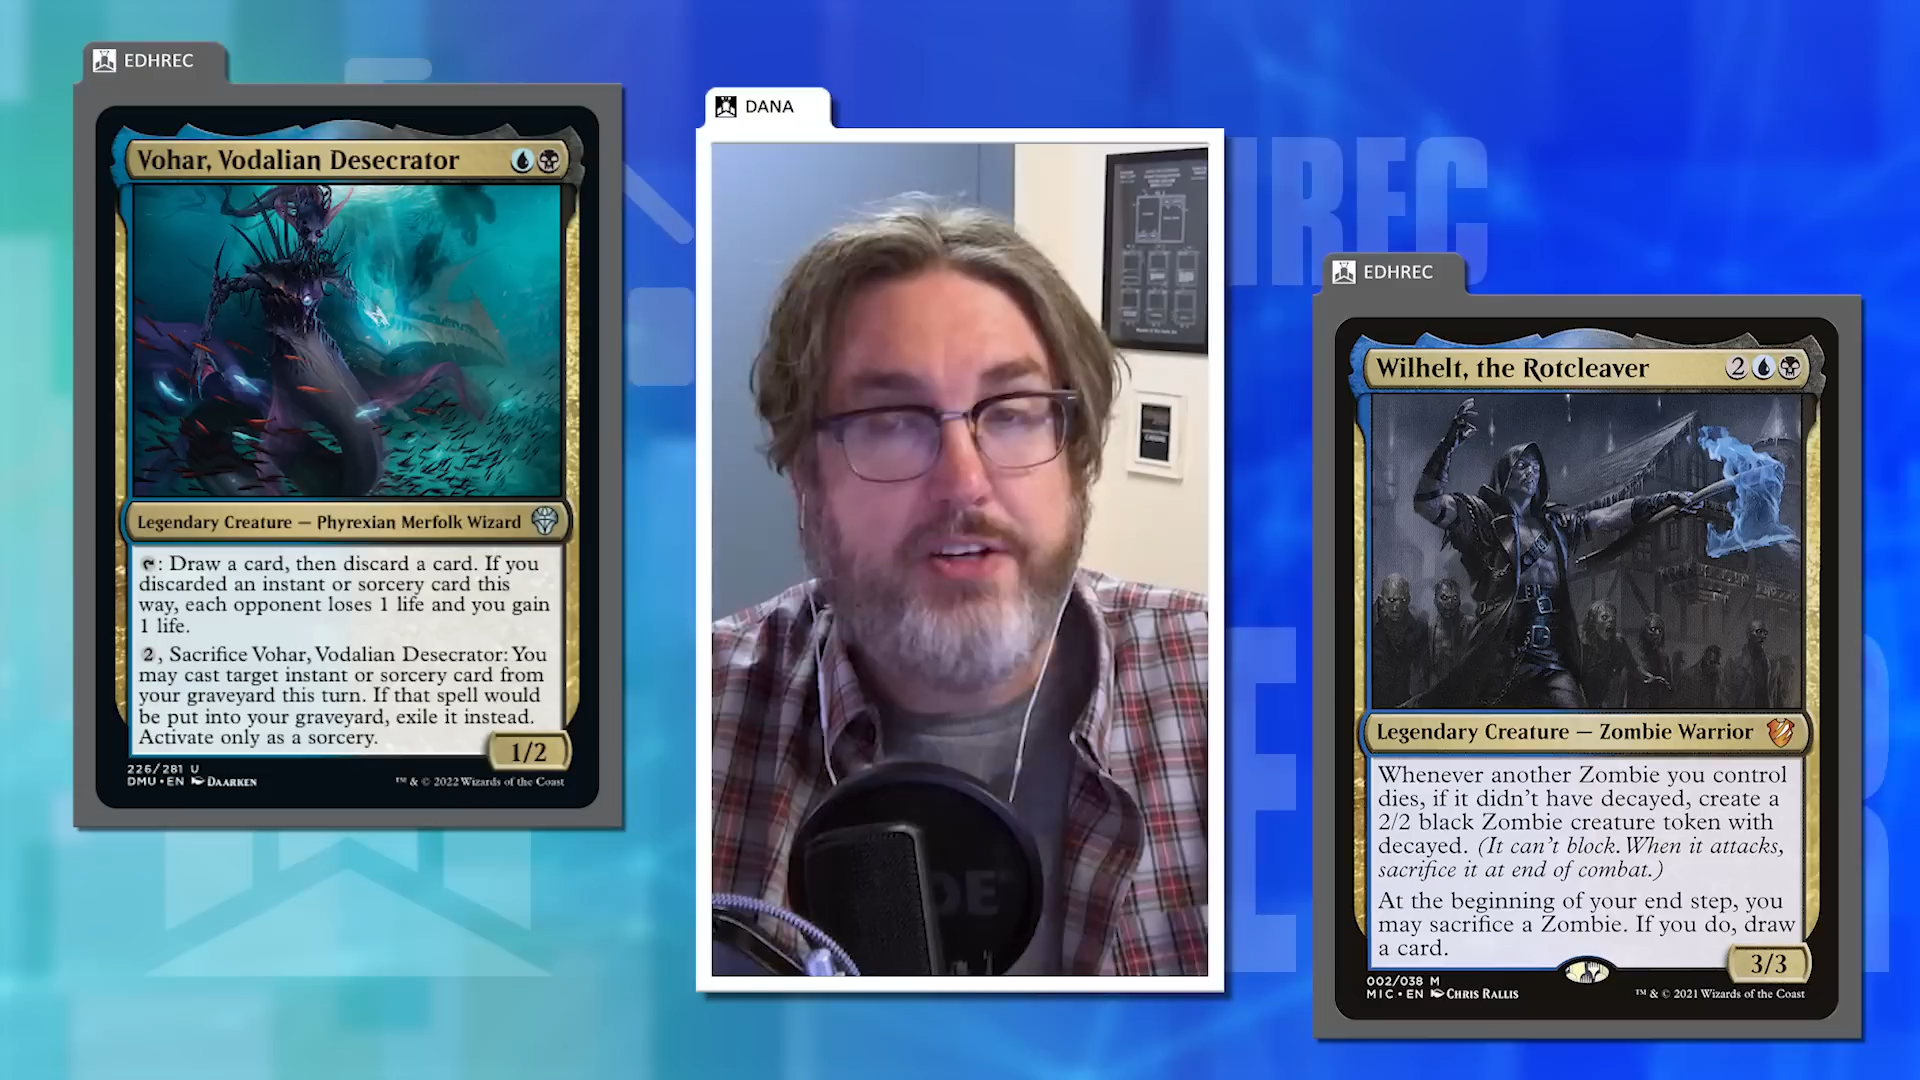 EDHREC
Vohar, Vodalian Desecrator
Legendary Creature — Phyrexian Merfolk Wizard
: Draw a card, then discard a card. If you
discarded an instant or sorcery card this
way, each opponent loses 1 life and you gain
1 life.
2, Sacrifice Vohar, Vodalian Desecrator: You
may cast target instant or sorcery card from
your graveyard this turn. If that spell would
be put into your graveyard, exile it instead.
Activate only as a sorcery.
1/2
226/281 U
DMU • EN DAARKEN
™ & © 2022 Wizards of the Coast
DANA
EDHREC
Wilhelt, the Rotcleaver 2
Legendary Creature — Zombie Warrior
Whenever another Zombie you control
dies, if it didn't have decayed, create a
2/2 black Zombie creature token with
decayed. (It can't block. When it attacks,
sacrifice it at end of combat.)
At the beginning of your end step, you
may sacrifice a Zombie. If you do, draw
a card.
3/3
002/038 M
MIC • EN CHRIS RALLIS
™ & © 2021 Wizards of the Coast